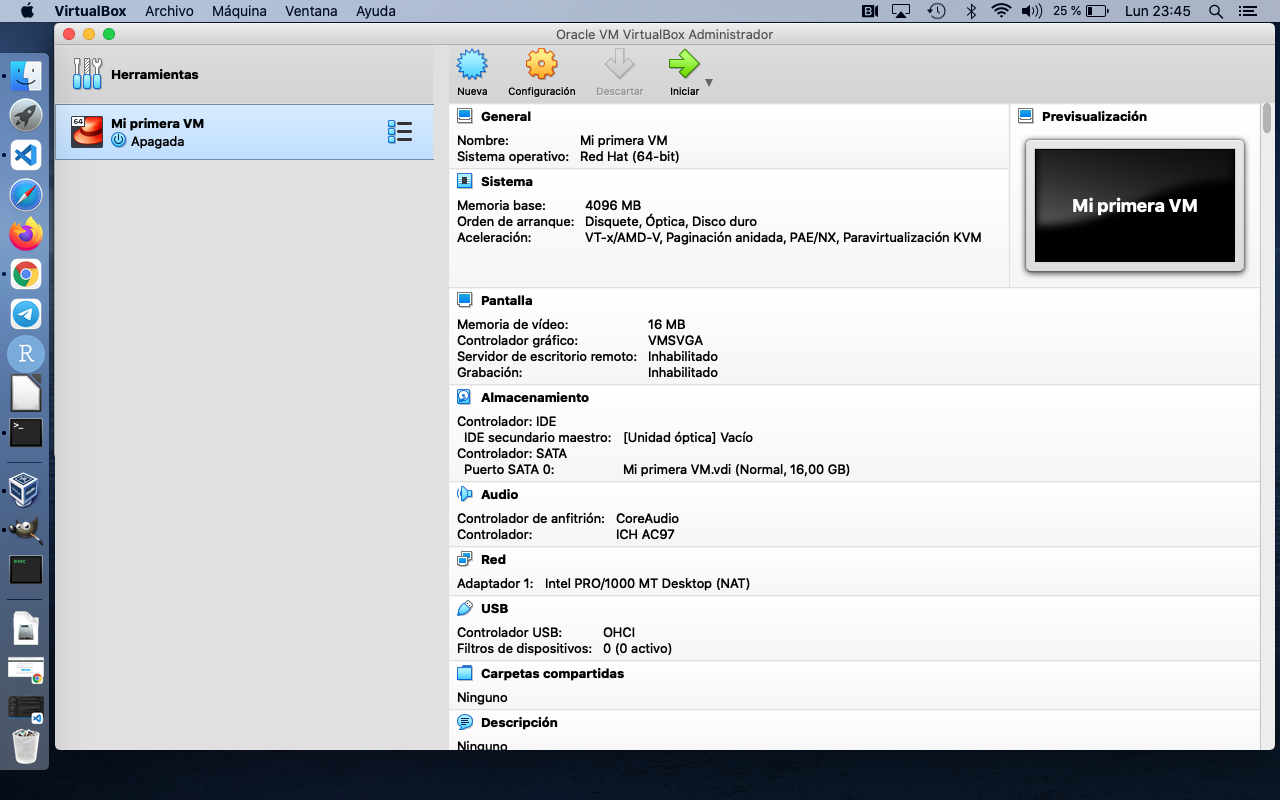 VirtualBox Archivo Máquina Ventana Ayuda 25 % Lun 23:45
Oracle VM VirtualBox Administrador
Herramientas
Nueva Configuración Descartar Iniciar
64
Mi primera VM
Apagada
General
Nombre: Mi primera VM
Sistema operativo: Red Hat (64-bit)
Previsualización
Mi primera VM
Sistema
Memoria base: 4096 MB
Orden de arranque: Disquete, Óptica, Disco duro
Aceleración: VT-x/AMD-V, Paginación anidada, PAE/NX, Paravirtualización KVM
Pantalla
Memoria de vídeo: 16 MB
Controlador gráfico: VMSVGA
Servidor de escritorio remoto: Inhabilitado
Grabación: Inhabilitado
Almacenamiento
Controlador: IDE
IDE secundario maestro: [Unidad óptica] Vacío
Controlador: SATA
Puerto SATA 0: Mi primera VM.vdi (Normal, 16,00 GB)
Audio
Controlador de anfitrión: CoreAudio
Controlador: ICH AC97
Red
Adaptador 1: Intel PRO/1000 MT Desktop (NAT)
USB
Controlador USB: OHCI
Filtros de dispositivos: 0 (0 activo)
Carpetas compartidas
Ninguno
Descripción
Ninguno
R
>_
exec